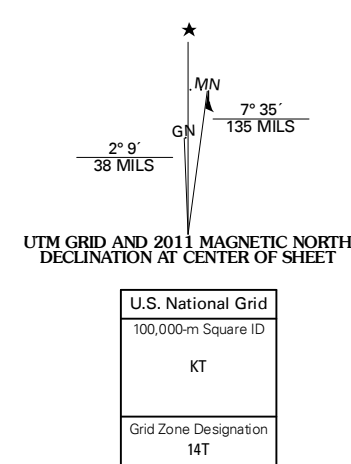 ★
MN
7° 35´
135 MILS
GN
2° 9´
38 MILS
UTM GRID AND 2011 MAGNETIC NORTH
DECLINATION AT CENTER OF SHEET
U.S. National Grid
100,000-m Square ID
KT
Grid Zone Designation
14T